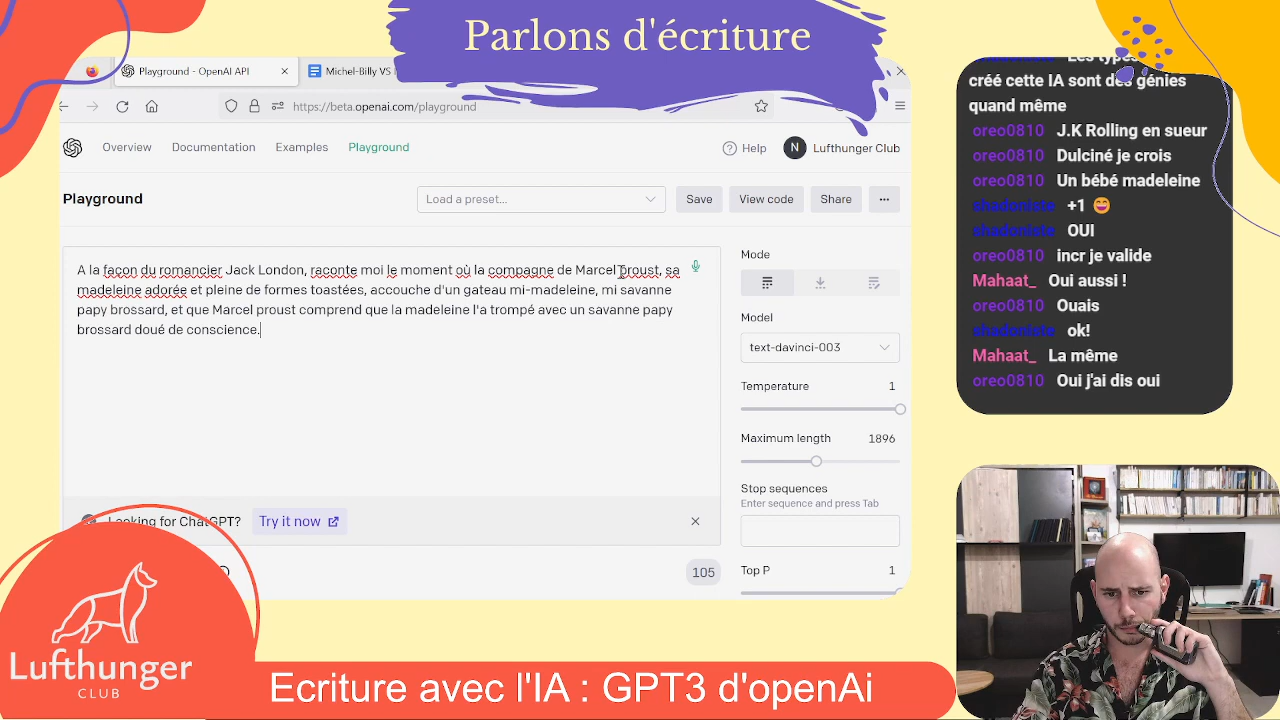 Parlons d'écriture
Playground - OpenAI API
Michel-Billy VS
https://beta.openai.com/playground
Overview
Documentation
Examples
Playground
Help
N
Lufthunger Club
Playground
Load a preset...
Save
View code
Share
A la façon du romancier Jack London, raconte moi le moment où la compagne de Marcel proust, sa
madeleine adorée et pleine de formes lactées, accouche d'un gateau mi-madeleine, mi savanne
papy brossard, et que Marcel proust comprend que la madeleine l'a trompé avec un savanne papy
brossard doué de conscience.
Looking for ChatGPT?
Try it now
105
Mode
Model
text-davinci-003
Temperature
1
Maximum length
1896
Stop sequences
Enter sequence and press Tab
Top P
1
Les types
créé cette IA sont des génies
quand même
oreo0810 J.K Rolling en sueur
oreo0810 Dulciné je crois
oreo0810 Un bébé madeleine
shadoniste +1
shadoniste OUI
oreo0810 incr je valide
Mahaat_ Oui aussi !
oreo0810 Ouais
shadoniste ok!
Mahaat_ La même
oreo0810 Oui j'ai dis oui
Lufthunger
CLUB
Ecriture avec l'IA : GPT3 d'openAi